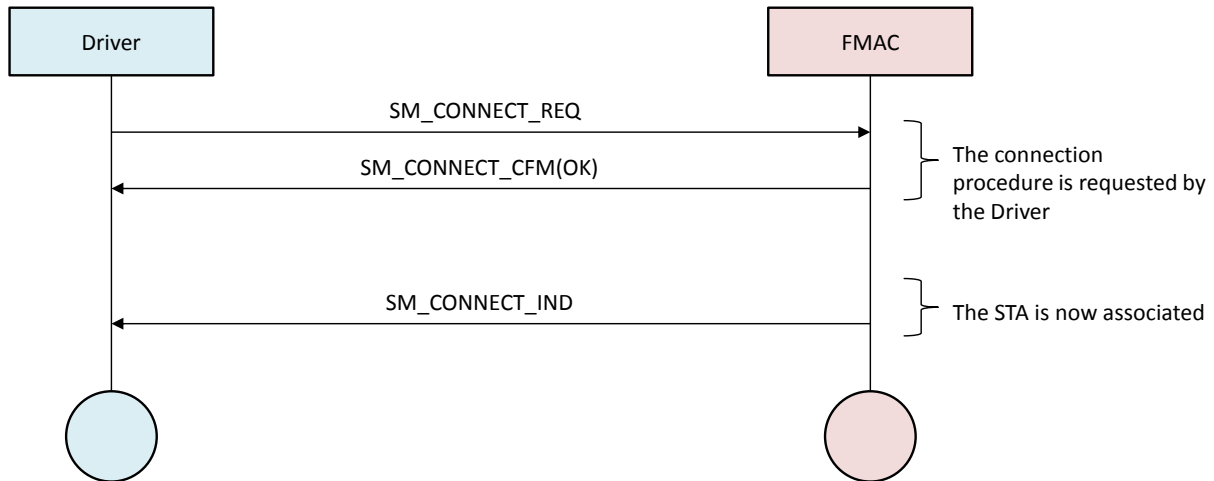 Driver
FMAC
SM_CONNECT_REQ
SM_CONNECT_CFM(OK)
The connection
procedure is requested by
the Driver
SM_CONNECT_IND
The STA is now associated